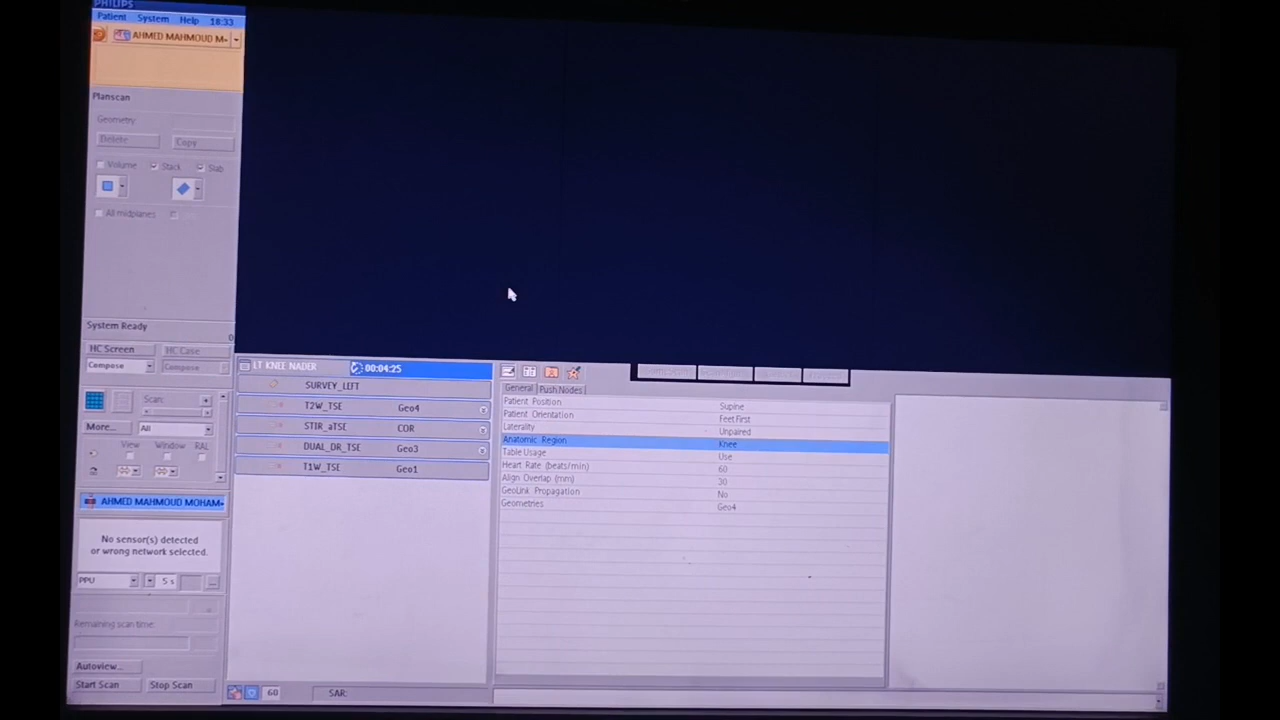 PHILIPS
Patient System Help 18:33
AHMED MAHMOUD M
Planscan
Geometry
Delete Copy
Volume Stack Slab
All midplanes
System Ready
0
HC Screen HC Case
Compose Compose
Scan:
More... All
View Window RAL
AHMED MAHMOUD MOHAM
No sensor(s) detected
or wrong network selected.
PPU 5 s ...
Remaining scan time:
Autoview...
Start Scan Stop Scan
LT KNEE NADER 00:04:25
SURVEY_LEFT
T2W_TSE Geo4
STIR_aTSE COR
DUAL_DR_TSE Geo3
T1W_TSE Geo1
60 SAR:
General Push Nodes
Patient Position Supine
Patient Orientation Feet First
Laterality Unpaired
Anatomic Region Knee
Table Usage Use
Heart Rate (beats/min) 60
Align Overlap (mm) 30
GeoLink Propagation No
Geometries Geo4